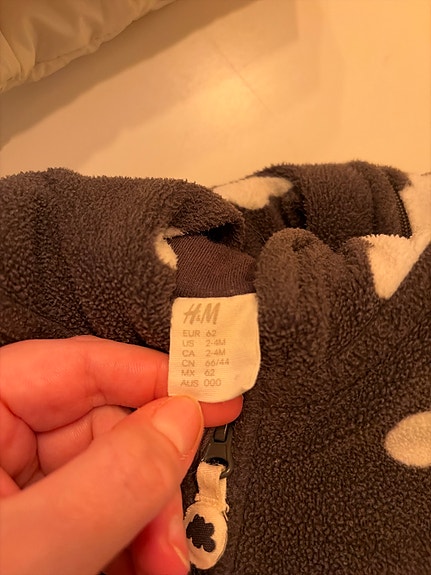 H&M
EUR 62
US 2-4M
CA 2-4M
CN 66/44
MX 62
AUS 000